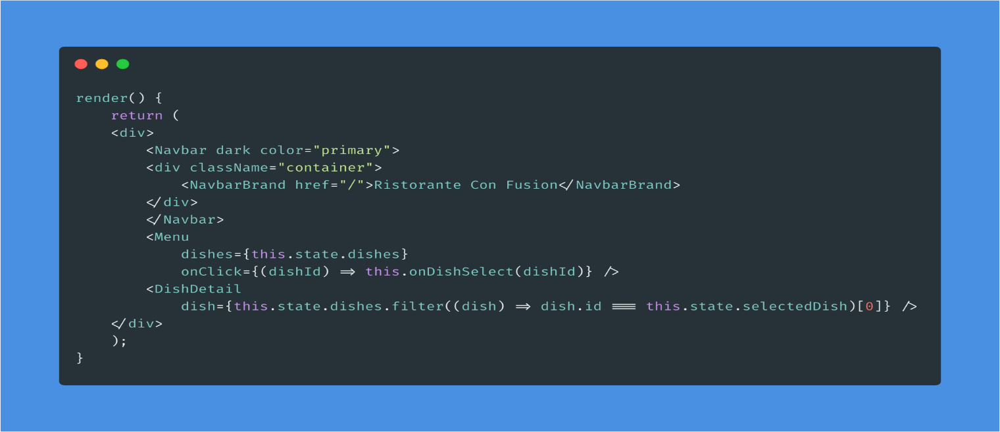 render() {
    return (
    <div>
        <Navbar dark color="primary">
        <div className="container">
            <NavbarBrand href="/">Ristorante Con Fusion</NavbarBrand>
        </div>
        </Navbar>
        <Menu
            dishes={this.state.dishes}
            onClick={(dishId) => this.onDishSelect(dishId)} />
        <DishDetail
            dish={this.state.dishes.filter((dish) => dish.id === this.state.selectedDish)[0]} />
    </div>
    );
}